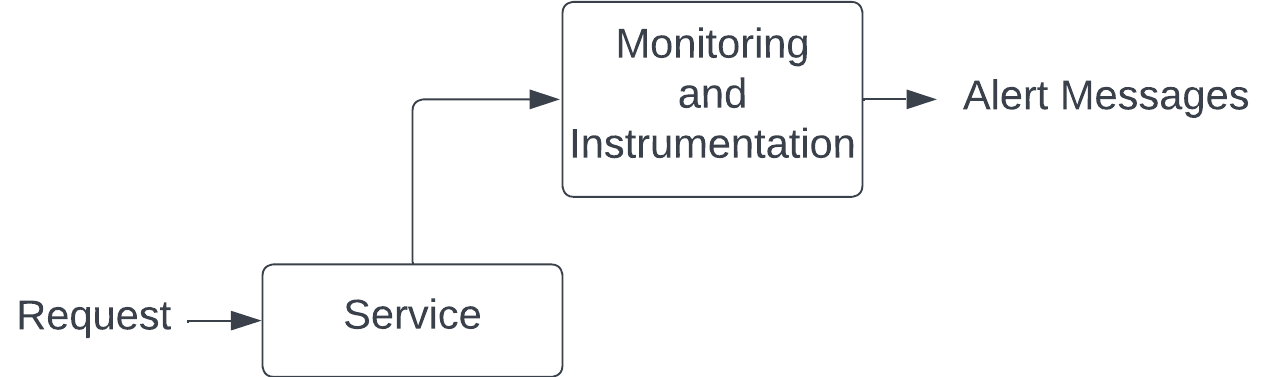 Monitoring
and
Instrumentation
Alert Messages
Request
Service